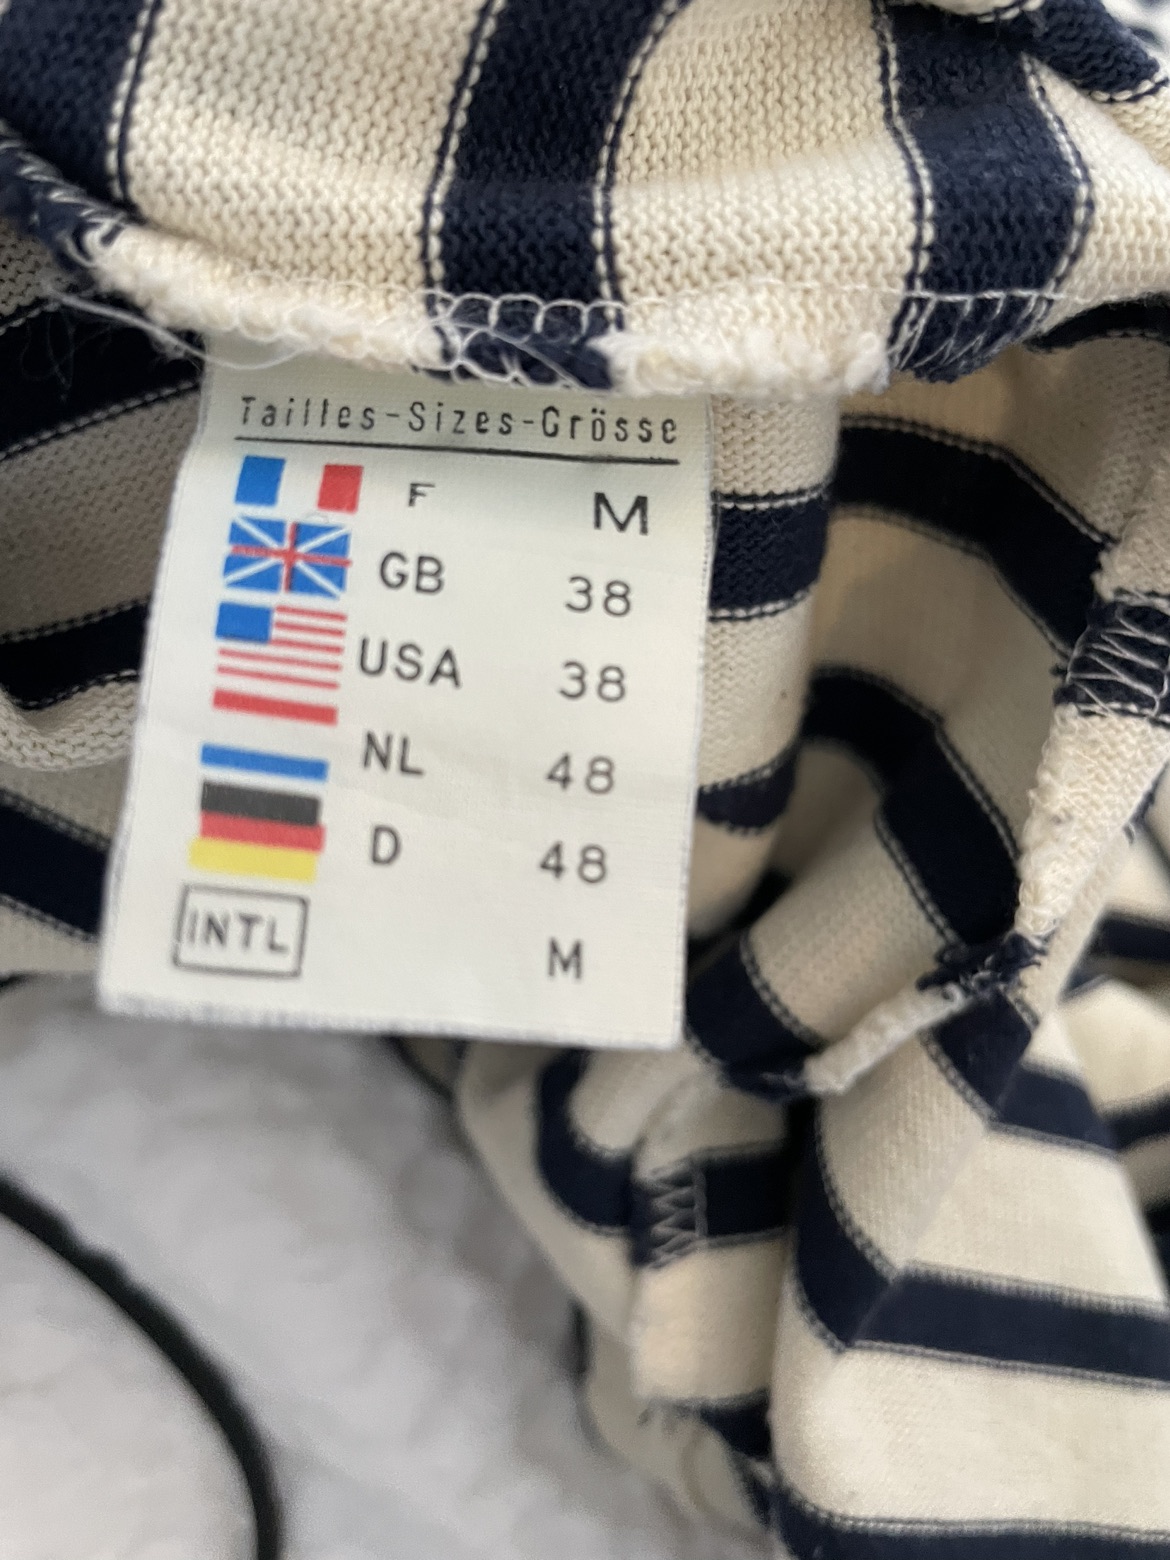 Tailles-Sizes-Grösse
F M
GB 38
USA 38
NL 48
D 48
INTL M